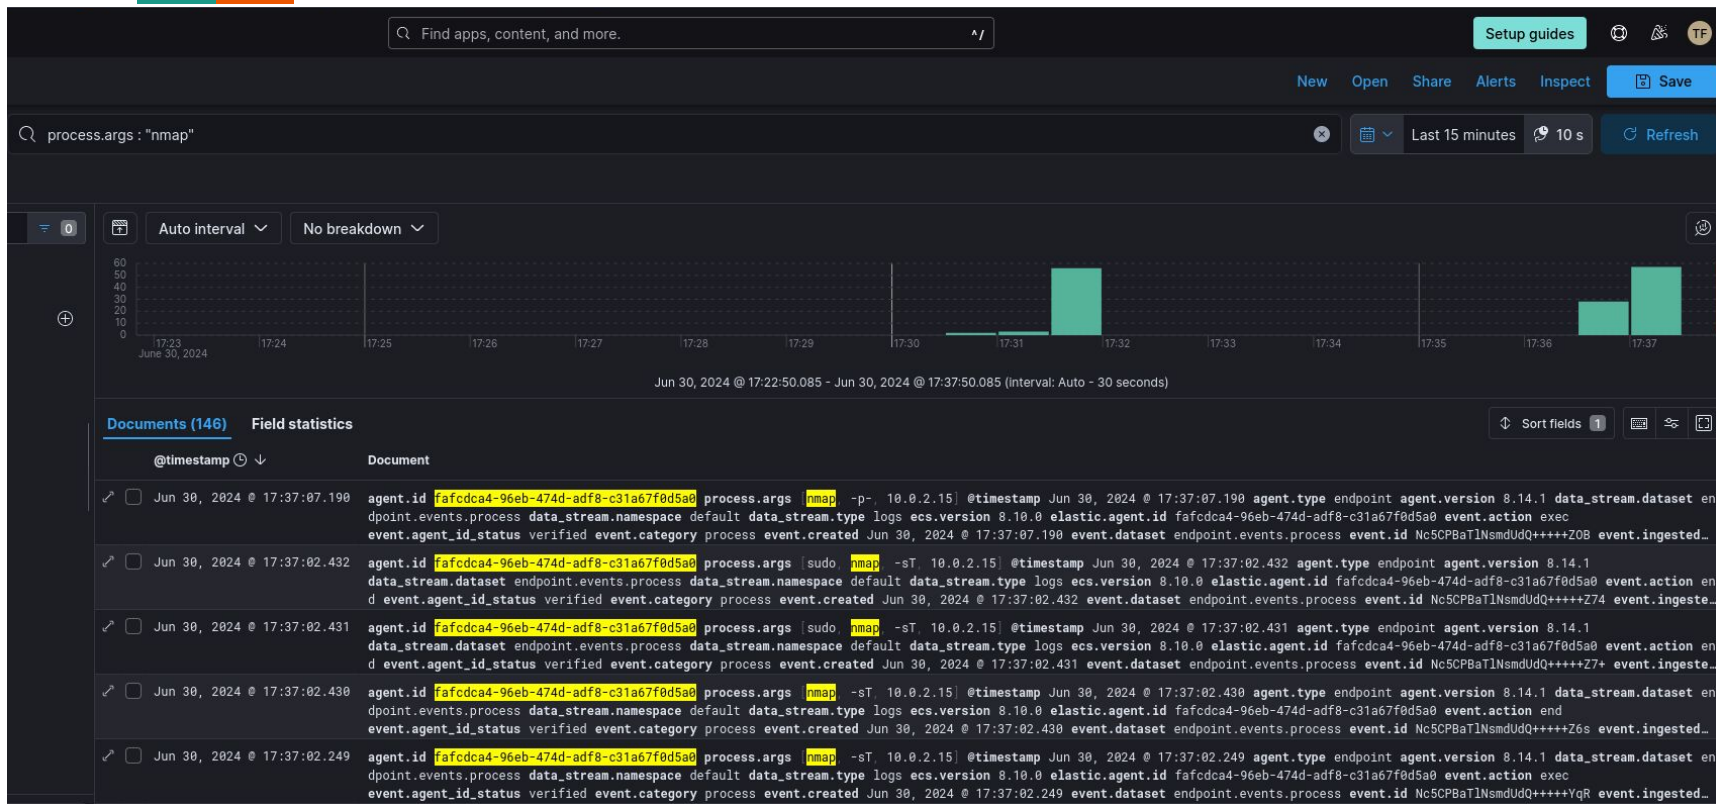 Find apps, content, and more.
^/
Setup guides
TF
New Open Share Alerts Inspect Save
process.args : "nmap"
Last 15 minutes 10 s Refresh
0
Auto interval No breakdown
60
50
40
30
20
10
0
17:23 17:24 17:25 17:26 17:27 17:28 17:29 17:30 17:31 17:32 17:33 17:34 17:35 17:36 17:37
June 30, 2024
Jun 30, 2024 @ 17:22:50.085 - Jun 30, 2024 @ 17:37:50.085 (interval: Auto - 30 seconds)
Documents (146) Field statistics
Sort fields 1
@timestamp Document
Jun 30, 2024 @ 17:37:07.190 agent.id fafcdca4-96eb-474d-adf8-c31a67f0d5a0 process.args [nmap, -p-, 10.0.2.15] @timestamp Jun 30, 2024 @ 17:37:07.190 agent.type endpoint agent.version 8.14.1 data_stream.dataset en
dpoint.events.process data_stream.namespace default data_stream.type logs ecs.version 8.10.0 elastic.agent.id fafcdca4-96eb-474d-adf8-c31a67f0d5a0 event.action exec
event.agent_id_status verified event.category process event.created Jun 30, 2024 @ 17:37:07.190 event.dataset endpoint.events.process event.id Nc5CPBaTlNsmdUdQ+++++ZOB event.ingested…
Jun 30, 2024 @ 17:37:02.432 agent.id fafcdca4-96eb-474d-adf8-c31a67f0d5a0 process.args [sudo, nmap, -sT, 10.0.2.15] @timestamp Jun 30, 2024 @ 17:37:02.432 agent.type endpoint agent.version 8.14.1
data_stream.dataset endpoint.events.process data_stream.namespace default data_stream.type logs ecs.version 8.10.0 elastic.agent.id fafcdca4-96eb-474d-adf8-c31a67f0d5a0 event.action en
d event.agent_id_status verified event.category process event.created Jun 30, 2024 @ 17:37:02.432 event.dataset endpoint.events.process event.id Nc5CPBaTlNsmdUdQ+++++Z74 event.ingeste…
Jun 30, 2024 @ 17:37:02.431 agent.id fafcdca4-96eb-474d-adf8-c31a67f0d5a0 process.args [sudo, nmap, -sT, 10.0.2.15] @timestamp Jun 30, 2024 @ 17:37:02.431 agent.type endpoint agent.version 8.14.1
data_stream.dataset endpoint.events.process data_stream.namespace default data_stream.type logs ecs.version 8.10.0 elastic.agent.id fafcdca4-96eb-474d-adf8-c31a67f0d5a0 event.action en
d event.agent_id_status verified event.category process event.created Jun 30, 2024 @ 17:37:02.431 event.dataset endpoint.events.process event.id Nc5CPBaTlNsmdUdQ+++++Z7+ event.ingeste…
Jun 30, 2024 @ 17:37:02.430 agent.id fafcdca4-96eb-474d-adf8-c31a67f0d5a0 process.args [nmap, -sT, 10.0.2.15] @timestamp Jun 30, 2024 @ 17:37:02.430 agent.type endpoint agent.version 8.14.1 data_stream.dataset en
dpoint.events.process data_stream.namespace default data_stream.type logs ecs.version 8.10.0 elastic.agent.id fafcdca4-96eb-474d-adf8-c31a67f0d5a0 event.action end
event.agent_id_status verified event.category process event.created Jun 30, 2024 @ 17:37:02.430 event.dataset endpoint.events.process event.id Nc5CPBaTlNsmdUdQ+++++Z6s event.ingested…
Jun 30, 2024 @ 17:37:02.249 agent.id fafcdca4-96eb-474d-adf8-c31a67f0d5a0 process.args [nmap, -sT, 10.0.2.15] @timestamp Jun 30, 2024 @ 17:37:02.249 agent.type endpoint agent.version 8.14.1 data_stream.dataset en
dpoint.events.process data_stream.namespace default data_stream.type logs ecs.version 8.10.0 elastic.agent.id fafcdca4-96eb-474d-adf8-c31a67f0d5a0 event.action exec
event.agent_id_status verified event.category process event.created Jun 30, 2024 @ 17:37:02.249 event.dataset endpoint.events.process event.id Nc5CPBaTlNsmdUdQ+++++YqR event.ingested…